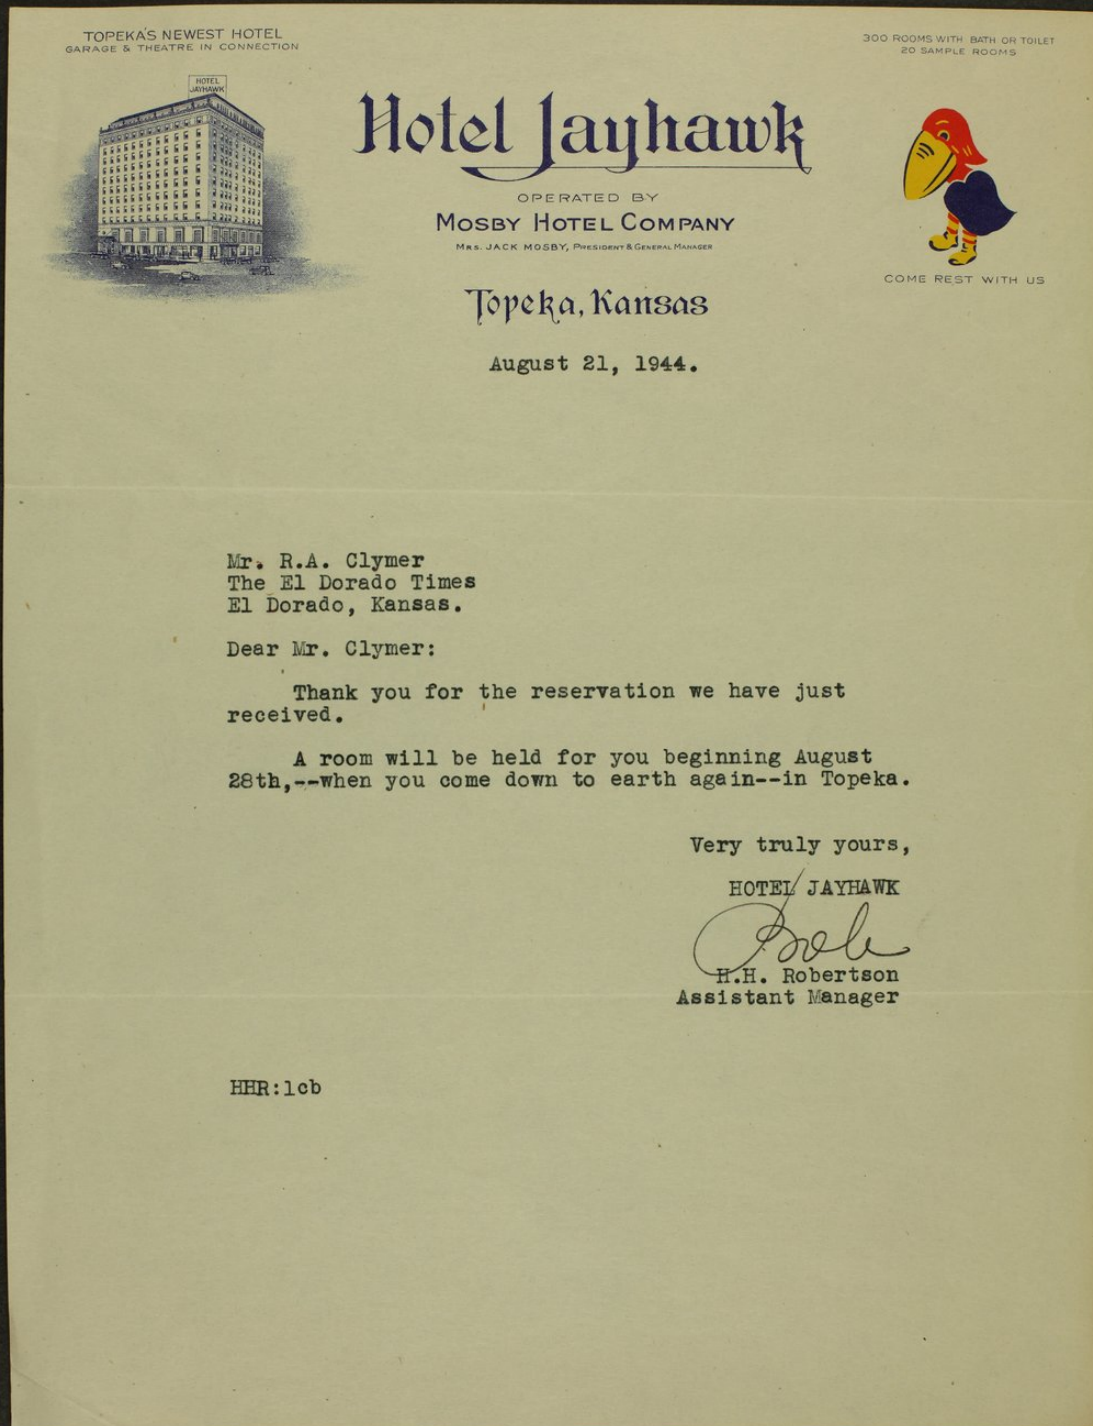 TOPEKA'S NEWEST HOTEL
GARAGE & THEATRE IN CONNECTION
300 ROOMS WITH BATH OR TOILET
20 SAMPLE ROOMS
HOTEL
JAYHAWK
Hotel Jayhawk
OPERATED BY
MOSBY HOTEL COMPANY
MRS. JACK MOSBY, PRESIDENT & GENERAL MANAGER
COME REST WITH US
Topeka, Kansas
August 21, 1944.
Mr. R.A. Clymer
The El Dorado Times
El Dorado, Kansas.
Dear Mr. Clymer:
Thank you for the reservation we have just
received.
A room will be held for you beginning August
28th,--when you come down to earth again--in Topeka.
Very truly yours,
HOTEL JAYHAWK
Bob
H.H. Robertson
Assistant Manager
HHR:lcb